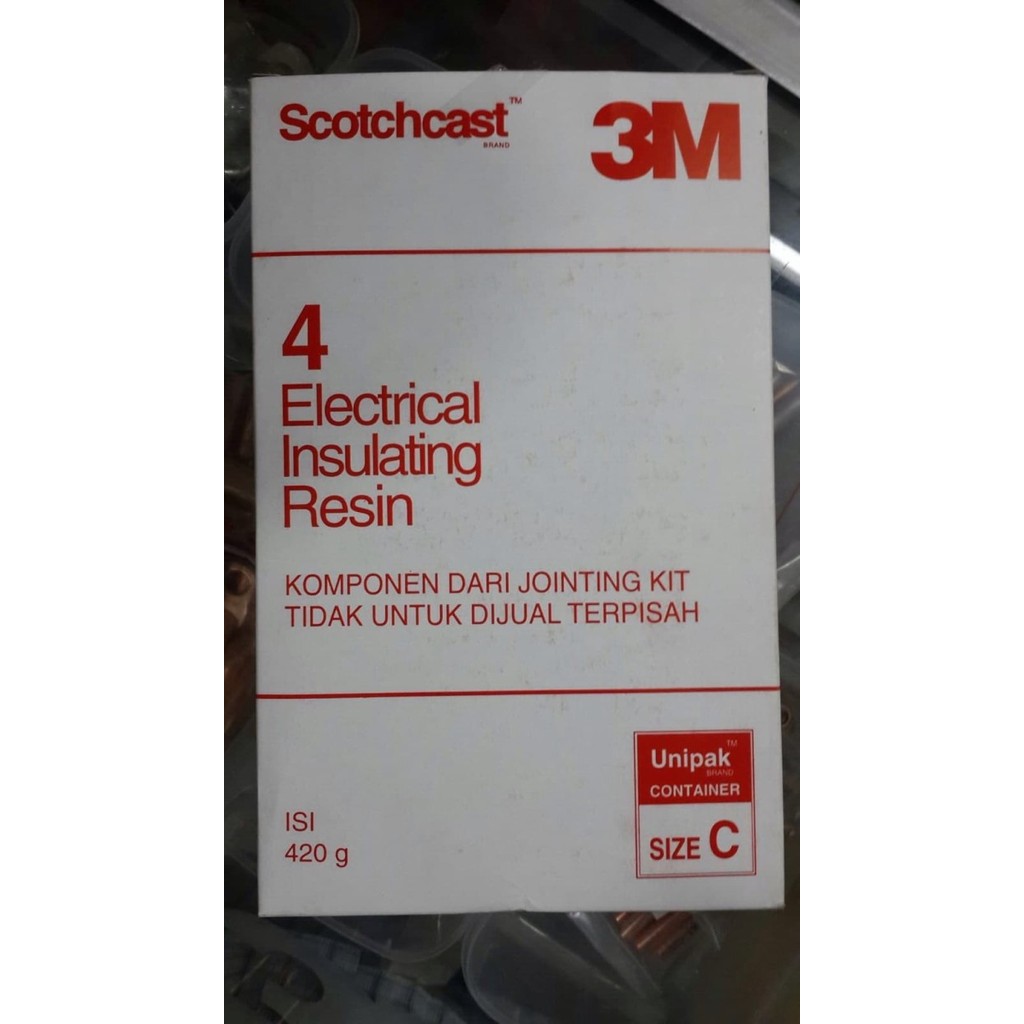 Scotchcast™
BRAND
3M
4
Electrical
Insulating
Resin
KOMPONEN DARI JOINTING KIT
TIDAK UNTUK DIJUAL TERPISAH
ISI
420 g
Unipak™
BRAND
CONTAINER
SIZE C